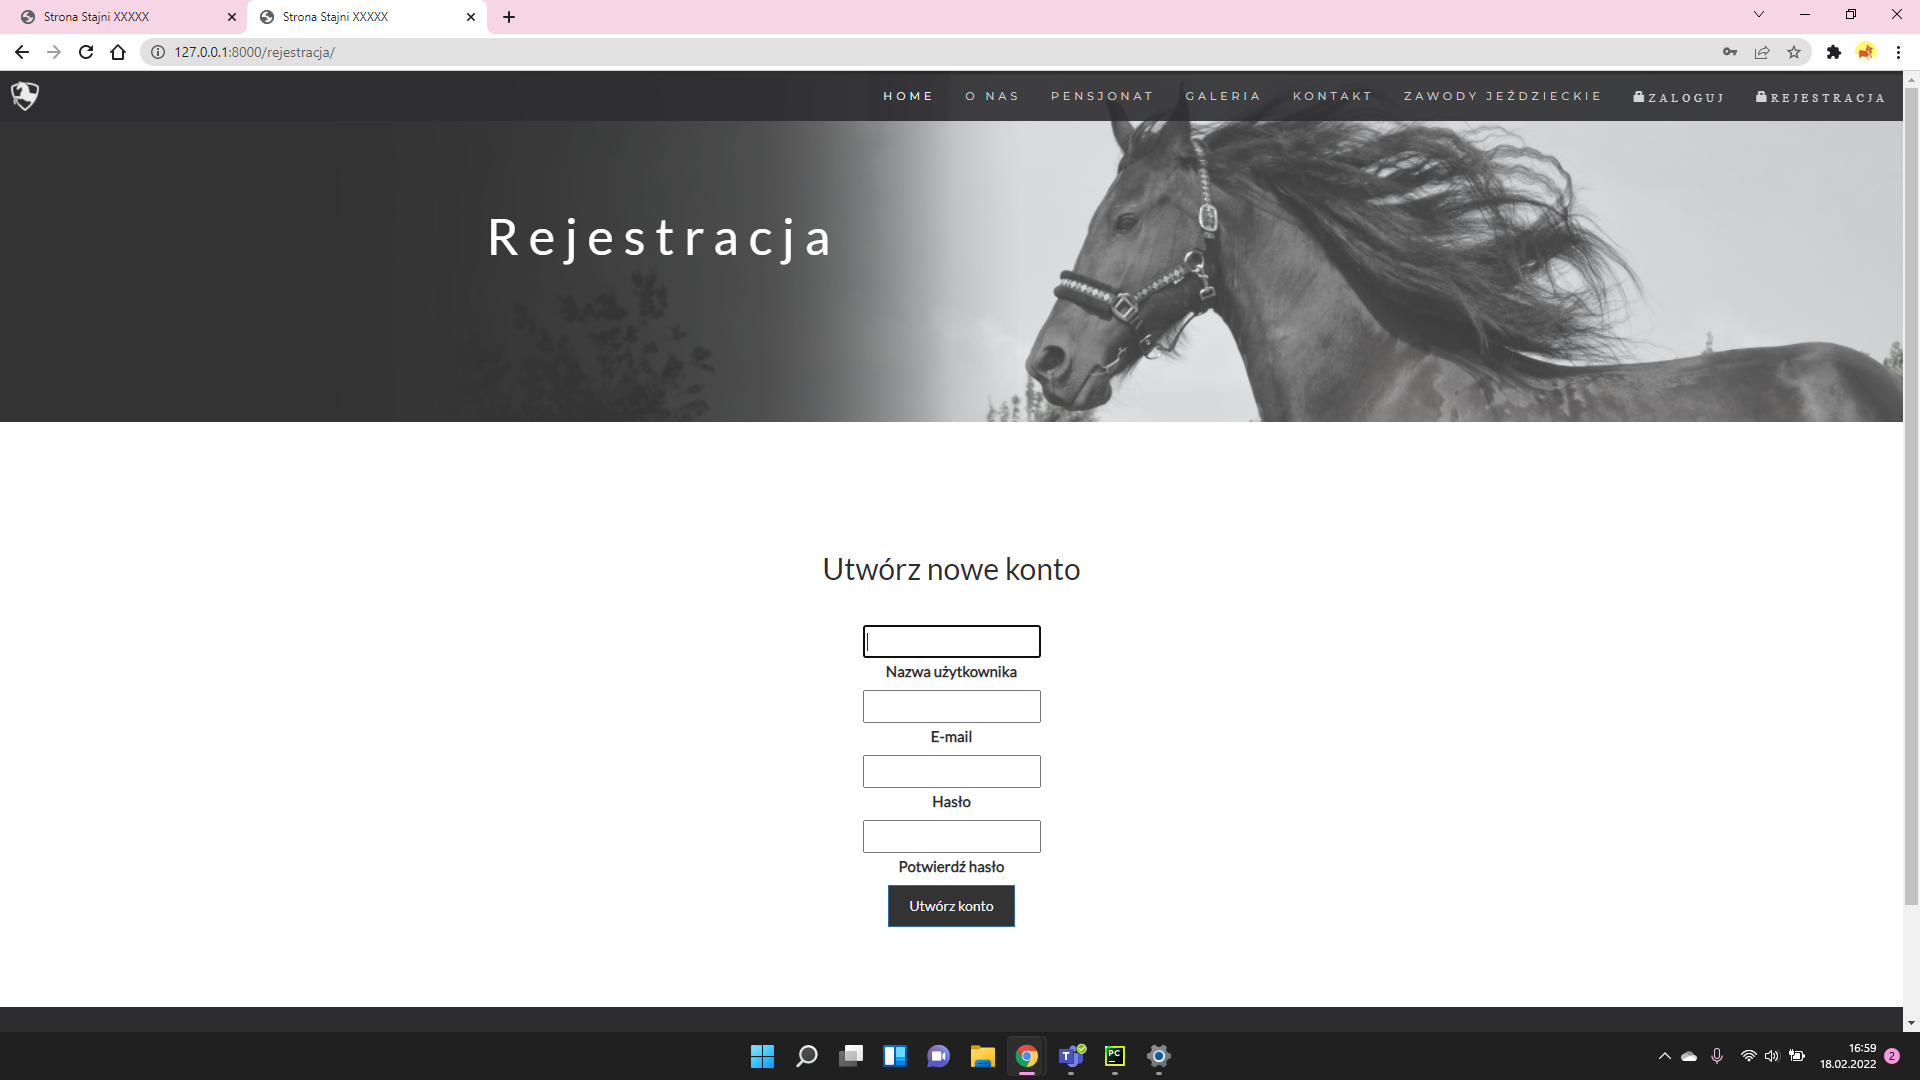 Strona Stajni XXXXX
Strona Stajni XXXXX
127.0.0.1:8000/rejestracja/
HOME O NAS PENSJONAT GALERIA KONTAKT ZAWODY JEŹDZIECKIE ZALOGUJ REJESTRACJA
Rejestracja
Utwórz nowe konto
Nazwa użytkownika
E-mail
Hasło
Potwierdź hasło
Utwórz konto
T
PC
16:59
18.02.2022
2